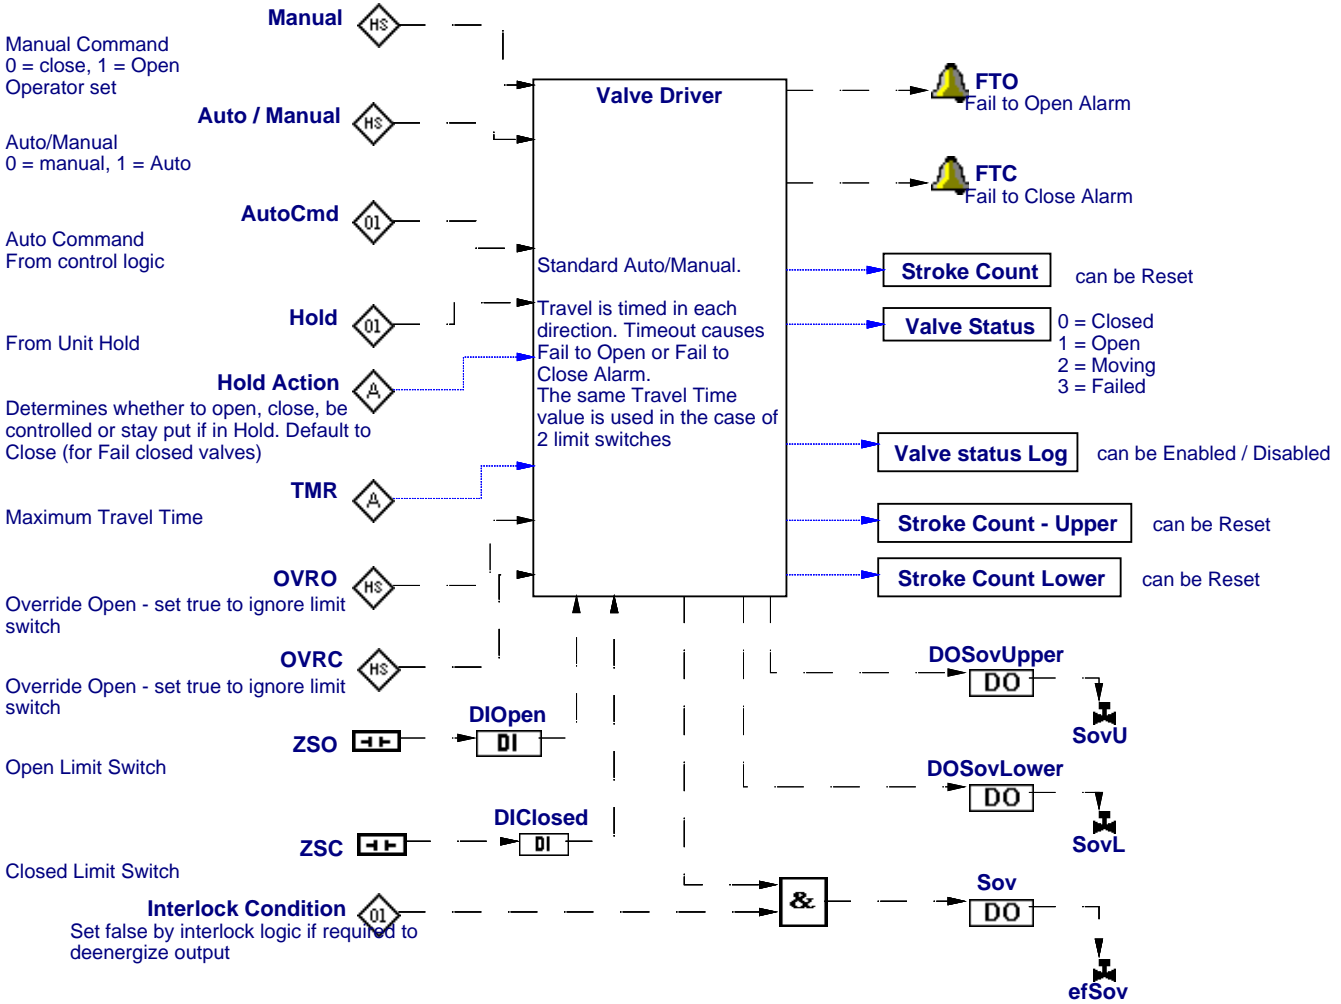 Manual
HS
Manual Command
0 = close, 1 = Open
Operator set
Auto / Manual
HS
Auto/Manual
0 = manual, 1 = Auto
AutoCmd
01
Auto Command
From control logic
Hold
01
From Unit Hold
Hold Action
A
Determines whether to open, close, be
controlled or stay put if in Hold. Default to
Close (for Fail closed valves)
TMR
A
Maximum Travel Time
OVRO
HS
Override Open - set true to ignore limit
switch
OVRC
HS
Override Open - set true to ignore limit
switch
ZSO
DIOpen
DI
Open Limit Switch
ZSC
DIClosed
DI
Closed Limit Switch
Interlock Condition
01
Set false by interlock logic if required to
deenergize output
Valve Driver
Standard Auto/Manual.
Travel is timed in each
direction. Timeout causes
Fail to Open or Fail to
Close Alarm.
The same Travel Time
value is used in the case of
2 limit switches
FTO
Fail to Open Alarm
FTC
Fail to Close Alarm
Stroke Count
can be Reset
Valve Status
0 = Closed
1 = Open
2 = Moving
3 = Failed
Valve status Log
can be Enabled / Disabled
Stroke Count - Upper
can be Reset
Stroke Count Lower
can be Reset
DOSovUpper
DO
SovU
DOSovLower
DO
SovL
&
Sov
DO
efSov